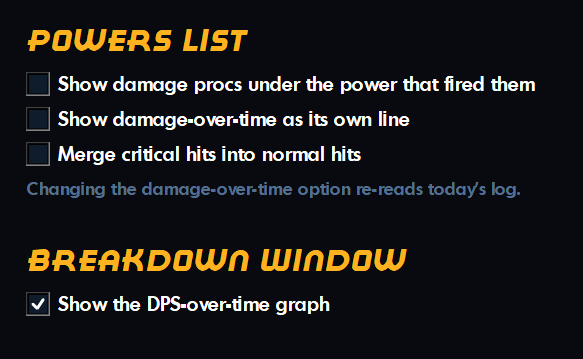 POWERS LIST
Show damage procs under the power that fired them
Show damage-over-time as its own line
Merge critical hits into normal hits
Changing the damage-over-time option re-reads today's log.
BREAKDOWN WINDOW
Show the DPS-over-time graph